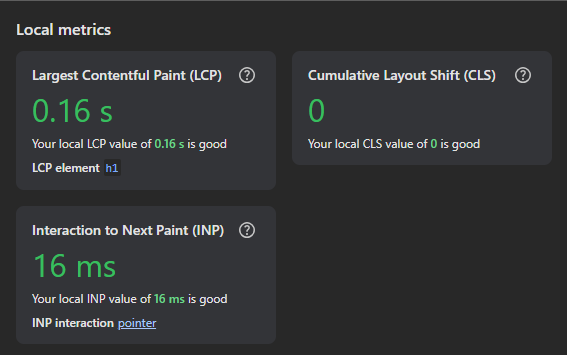 Local metrics
Largest Contentful Paint (LCP)
0.16 s
Your local LCP value of 0.16 s is good
LCP element h1
Cumulative Layout Shift (CLS)
0
Your local CLS value of 0 is good
Interaction to Next Paint (INP)
16 ms
Your local INP value of 16 ms is good
INP interaction pointer